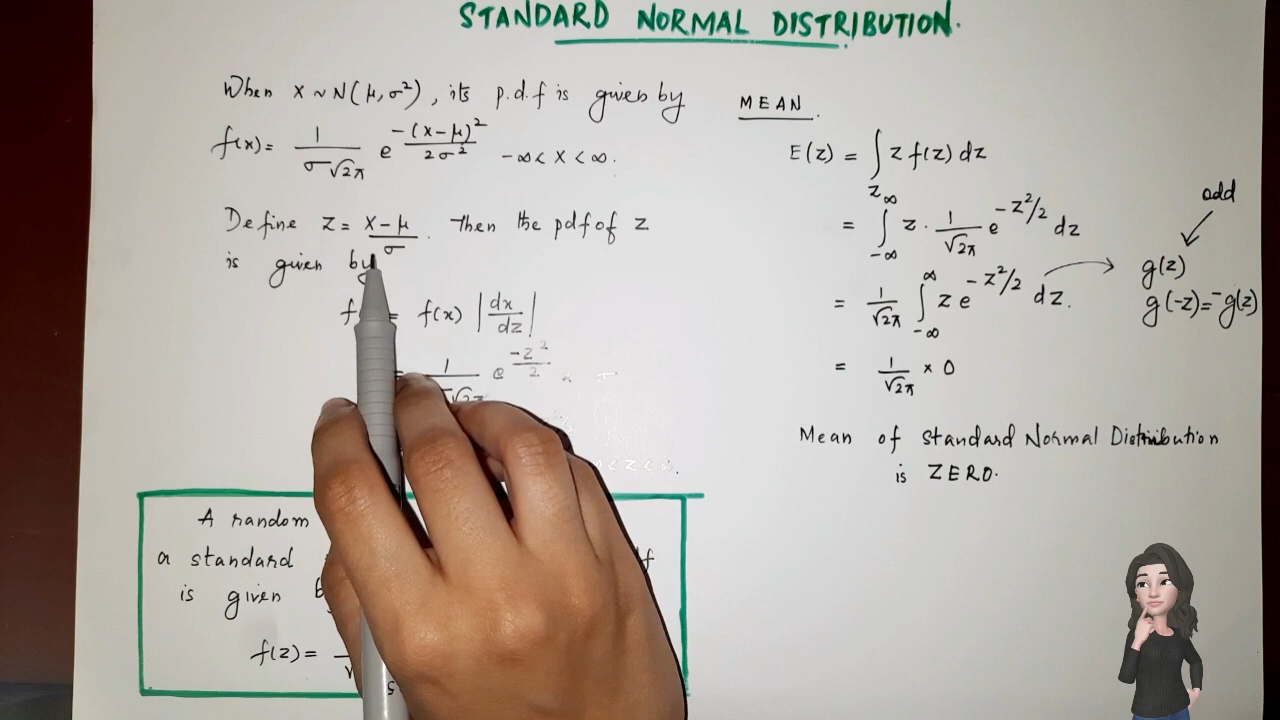 STANDARD NORMAL DISTRIBUTION.
When X ~ N(μ, σ²), its p.d.f is given by
f(x) = 1/(σ√2π) e^(-(x-μ)²/2σ²) -∞ < x < ∞.
Define Z = (X-μ)/σ. Then the pdf of Z
is given by
= f(x) |dx/dz|
= 1/√2π e^(-z²/2)
A random
a standard
is given
f(z) =
MEAN.
E(z) = ∫ z f(z) dz
= ∫_{-∞}^{∞} z · 1/√2π e^(-z²/2) dz
= 1/√2π ∫_{-∞}^{∞} z e^(-z²/2) dz.
= 1/√2π × 0
odd
g(z)
g(-z) = -g(z)
Mean of Standard Normal Distribution
is ZERO.